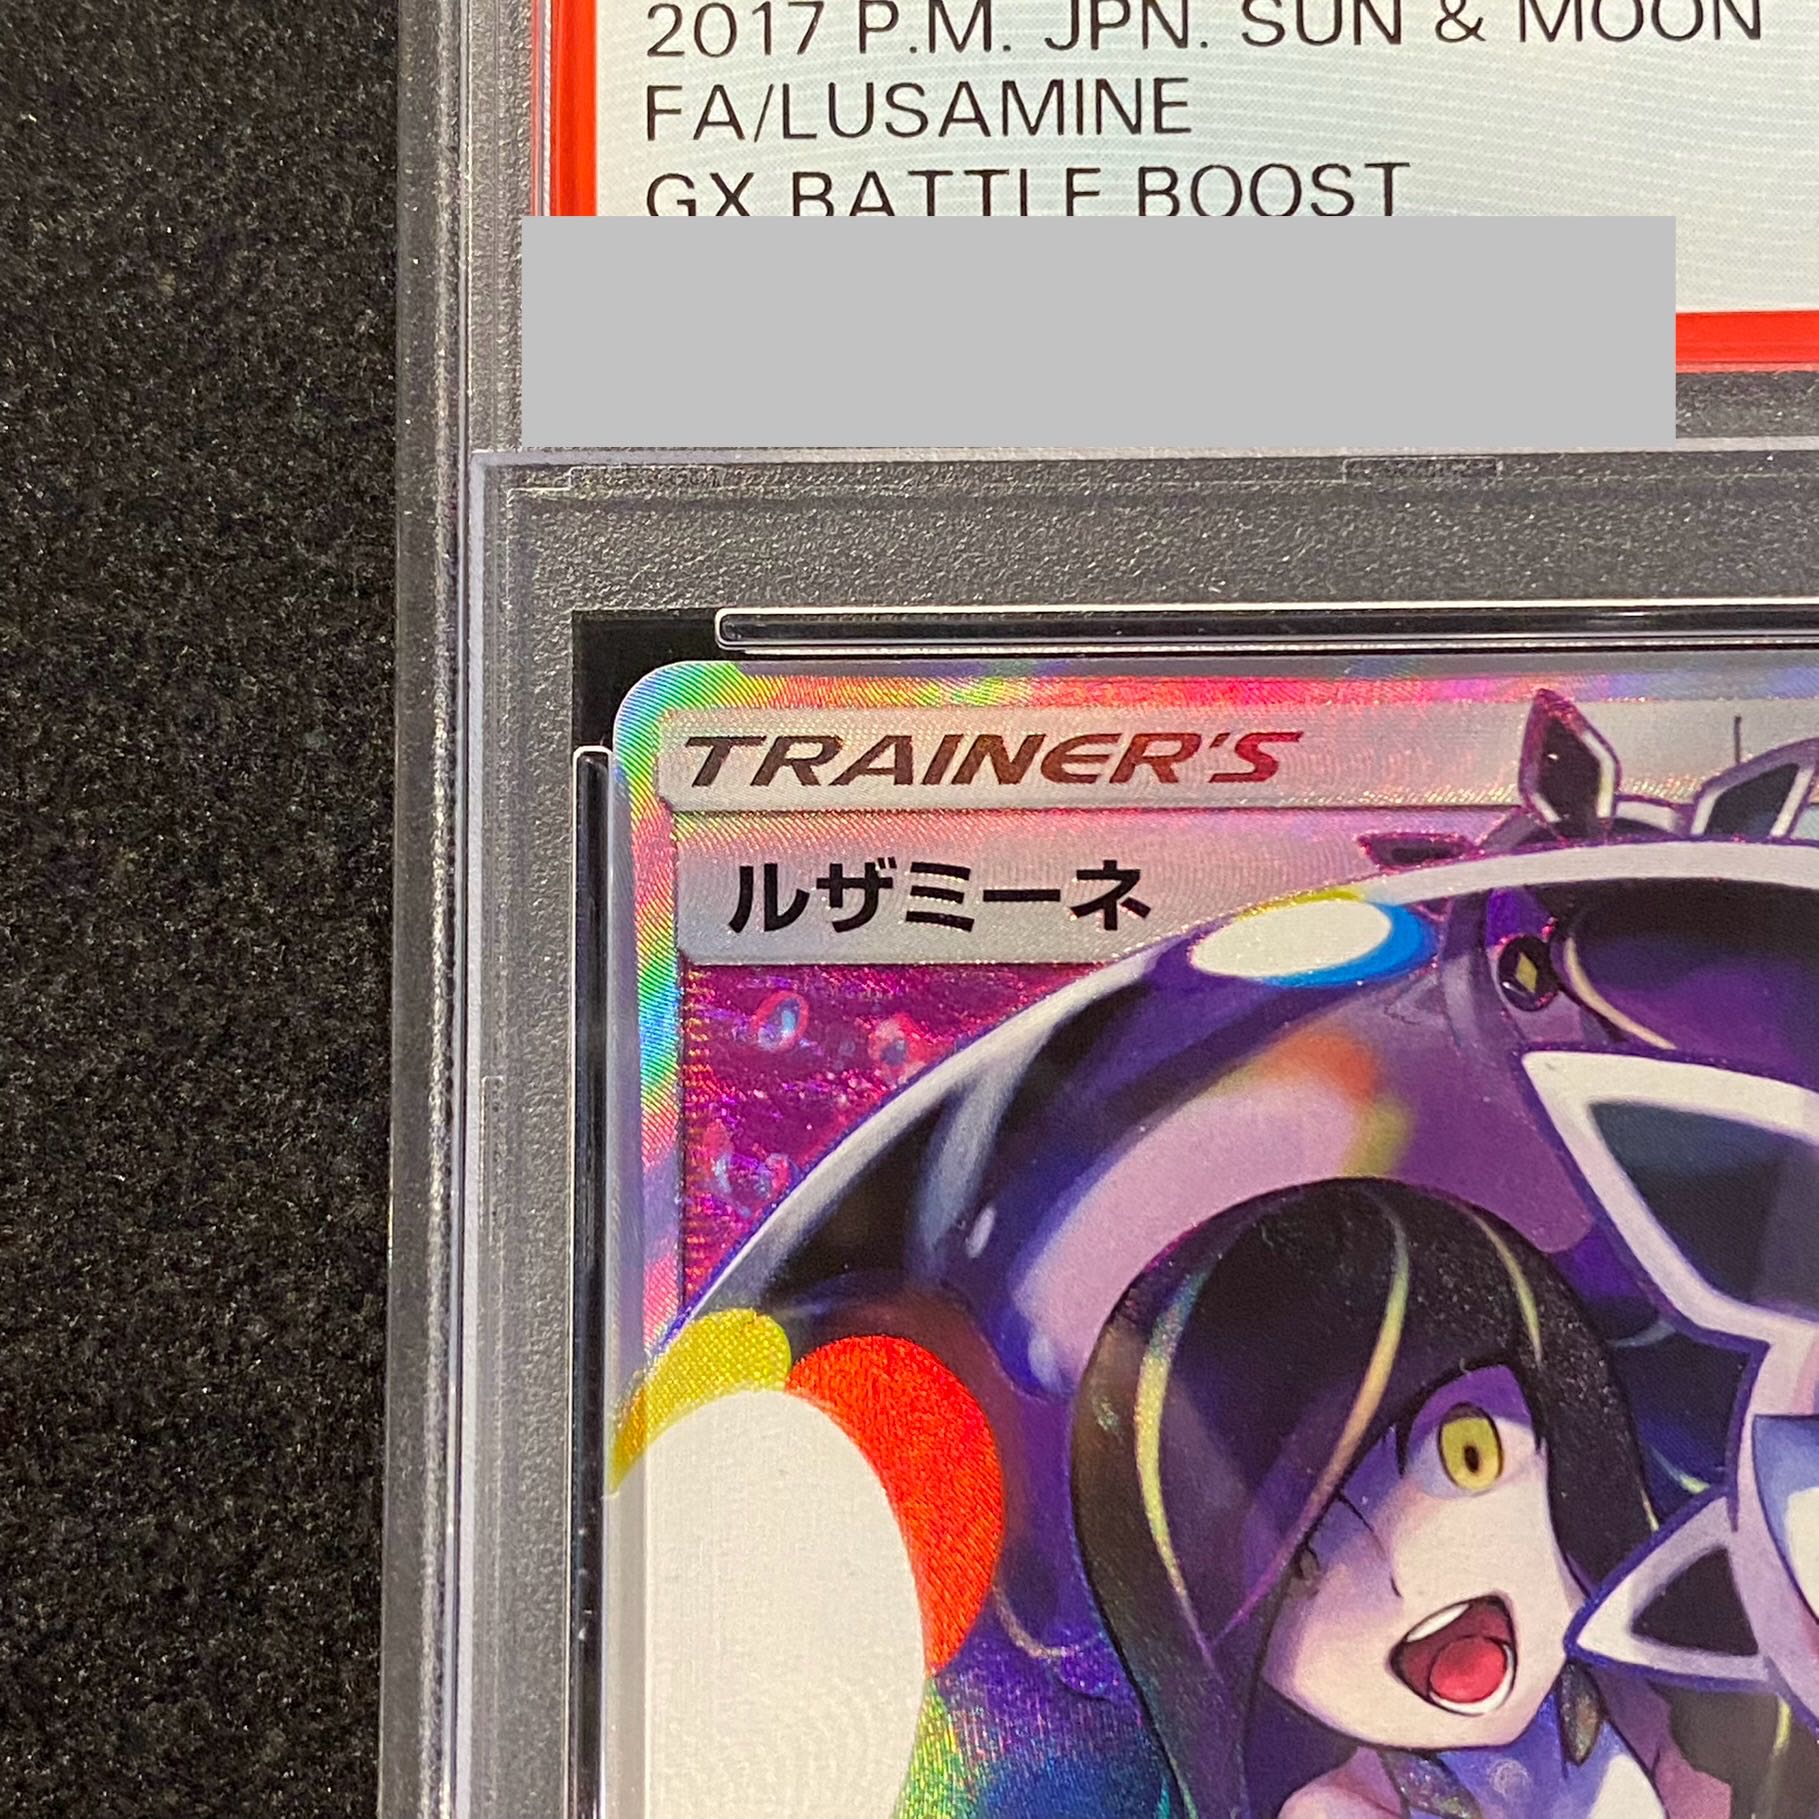 2017 P.M. JPN. SUN & MOON
FA/LUSAMINE
GX BATTLE BOOST
TRAINER'S
ルザミーネ